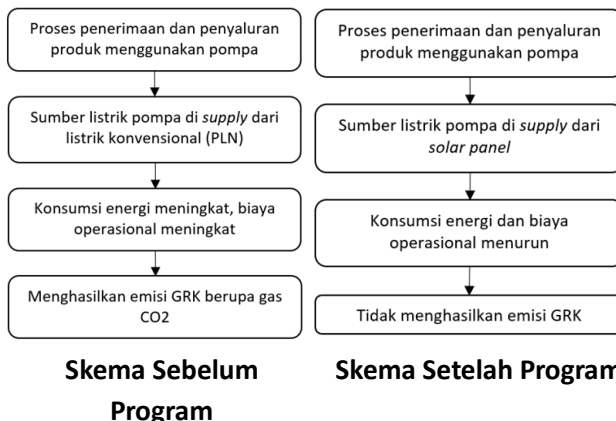 Proses penerimaan dan penyaluran
produk menggunakan pompa
Sumber listrik pompa di supply dari
listrik konvensional (PLN)
Konsumsi energi meningkat, biaya
operasional meningkat
Menghasilkan emisi GRK berupa gas
CO2
Skema Sebelum
Program
Proses penerimaan dan penyaluran
produk menggunakan pompa
Sumber listrik pompa di supply dari
solar panel
Konsumsi energi dan biaya
operasional menurun
Tidak menghasilkan emisi GRK
Skema Setelah Program